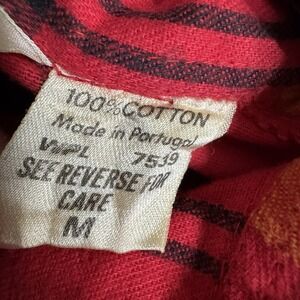 100% COTTON
Made in Portugal
WPL 7539
SEE REVERSE FOR
CARE
M